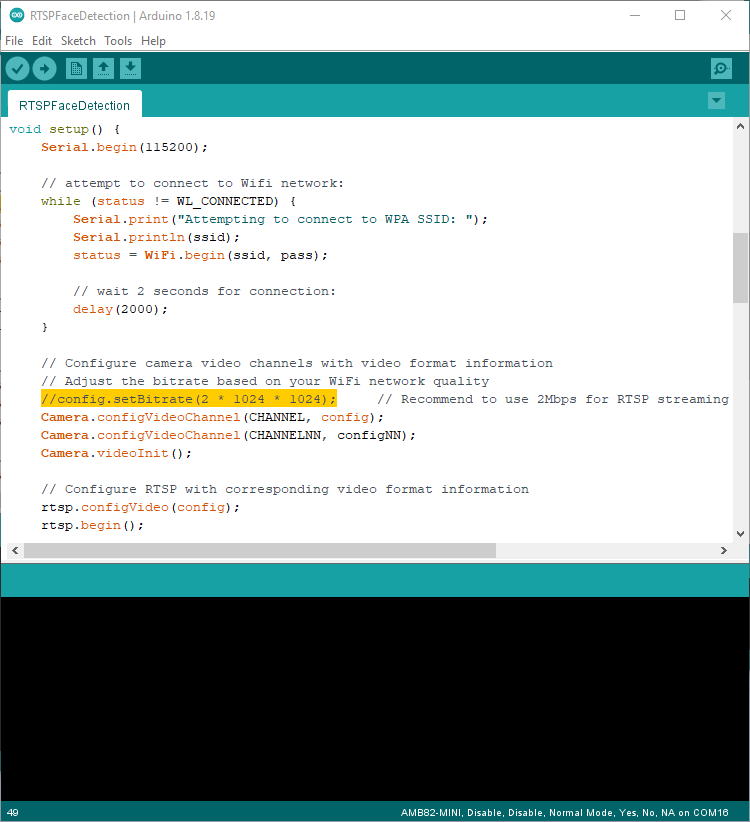 RTSPFaceDetection | Arduino 1.8.19
File Edit Sketch Tools Help
RTSPFaceDetection
void setup() {
    Serial.begin(115200);

    // attempt to connect to Wifi network:
    while (status != WL_CONNECTED) {
        Serial.print("Attempting to connect to WPA SSID: ");
        Serial.println(ssid);
        status = WiFi.begin(ssid, pass);

        // wait 2 seconds for connection:
        delay(2000);
    }

    // Configure camera video channels with video format information
    // Adjust the bitrate based on your WiFi network quality
    //config.setBitrate(2 * 1024 * 1024);     // Recommend to use 2Mbps for RTSP streaming
    Camera.configVideoChannel(CHANNEL, config);
    Camera.configVideoChannel(CHANNELNN, configNN);
    Camera.videoInit();

    // Configure RTSP with corresponding video format information
    rtsp.configVideo(config);
    rtsp.begin();
49 AMB82-MINI, Disable, Disable, Normal Mode, Yes, No, NA on COM16